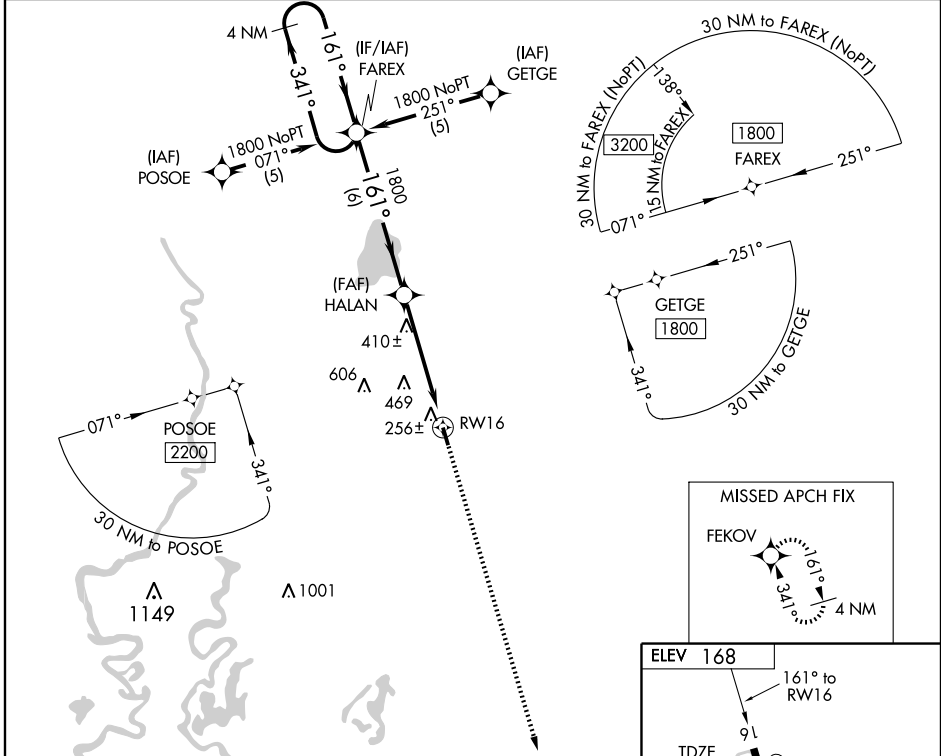 4 NM
161°
341°
(IF/IAF)
FAREX
(IAF)
GETGE
1800 NoPT
251°
(5)
(IAF)
POSOE
1800 NoPT
071°
(5)
1800
161°
(6)
(FAF)
HALAN
410±
606
469
256±
RW16
30 NM to FAREX (NoPT)
30 NM to FAREX (NoPT)
138°
15 NM to FAREX
3200
1800
FAREX
251°
071°
251°
GETGE
1800
341°
30 NM to GETGE
071°
POSOE
2200
341°
30 NM to POSOE
1149
1001
MISSED APCH FIX
FEKOV
161°
341°
4 NM
ELEV 168
161° to
RW16
16
TDZE